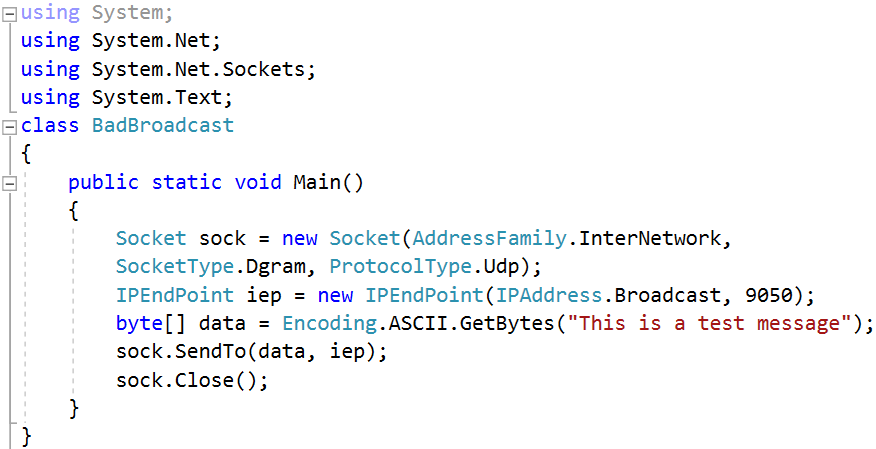 using System;
using System.Net;
using System.Net.Sockets;
using System.Text;
class BadBroadcast
{
    public static void Main()
    {
        Socket sock = new Socket(AddressFamily.InterNetwork,
        SocketType.Dgram, ProtocolType.Udp);
        IPEndPoint iep = new IPEndPoint(IPAddress.Broadcast, 9050);
        byte[] data = Encoding.ASCII.GetBytes("This is a test message");
        sock.SendTo(data, iep);
        sock.Close();
    }
}